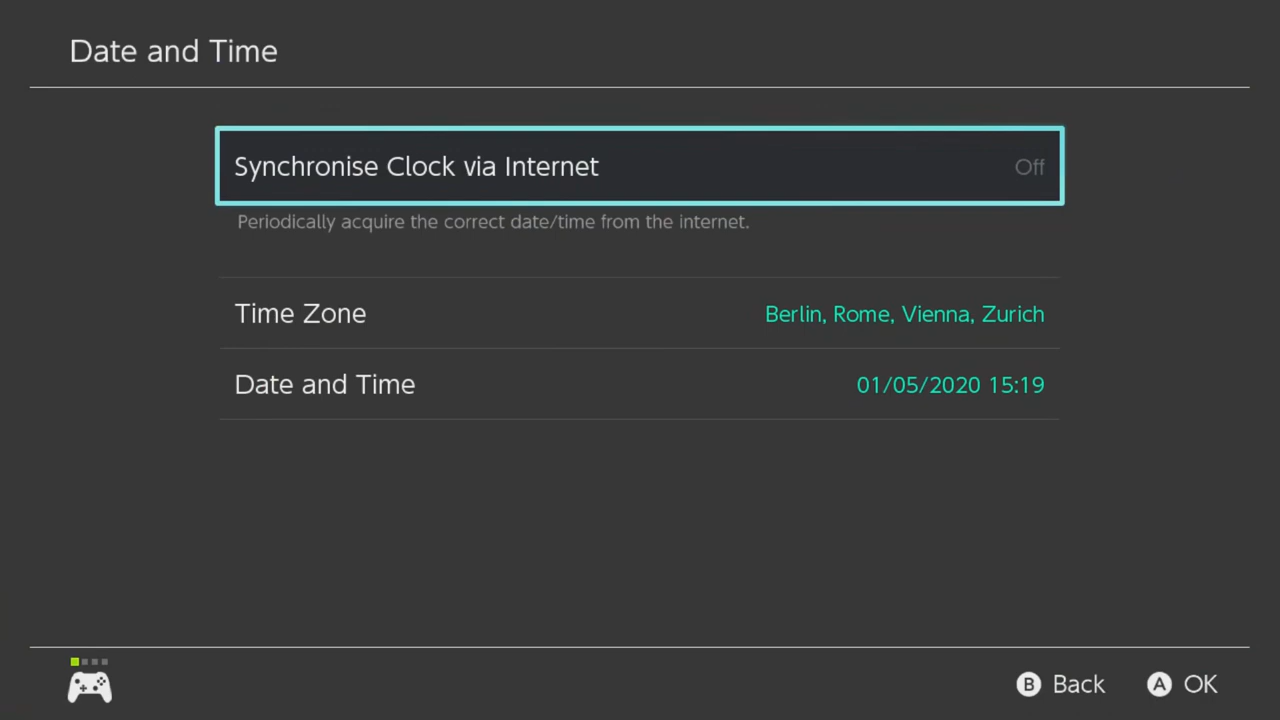 Date and Time
Synchronise Clock via Internet Off
Periodically acquire the correct date/time from the internet.
Time Zone Berlin, Rome, Vienna, Zurich
Date and Time 01/05/2020 15:19
B Back A OK